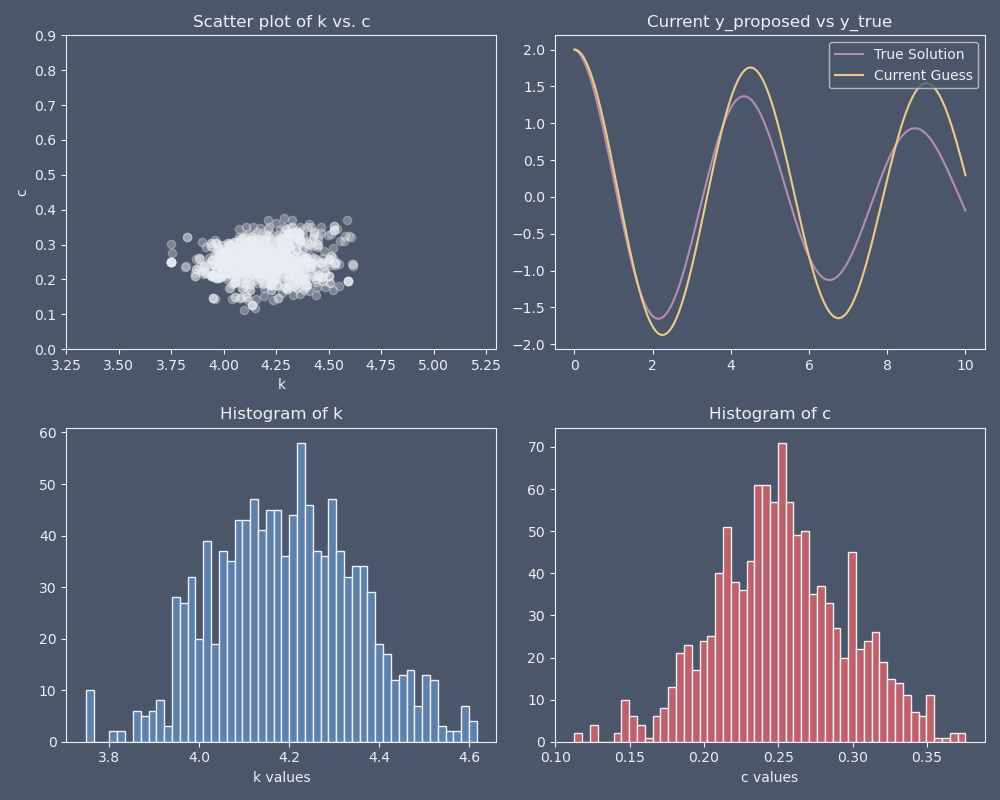 Scatter plot of k vs. c
0.9
0.8
0.7
0.6
0.5
0.4
0.3
0.2
0.1
0.0
c
3.25 3.50 3.75 4.00 4.25 4.50 4.75 5.00 5.25
k
Current y_proposed vs y_true
True Solution
Current Guess
2.0
1.5
1.0
0.5
0.0
−0.5
−1.0
−1.5
−2.0
0 2 4 6 8 10
Histogram of k
60
50
40
30
20
10
0
3.8 4.0 4.2 4.4 4.6
k values
Histogram of c
70
60
50
40
30
20
10
0
0.10 0.15 0.20 0.25 0.30 0.35
c values